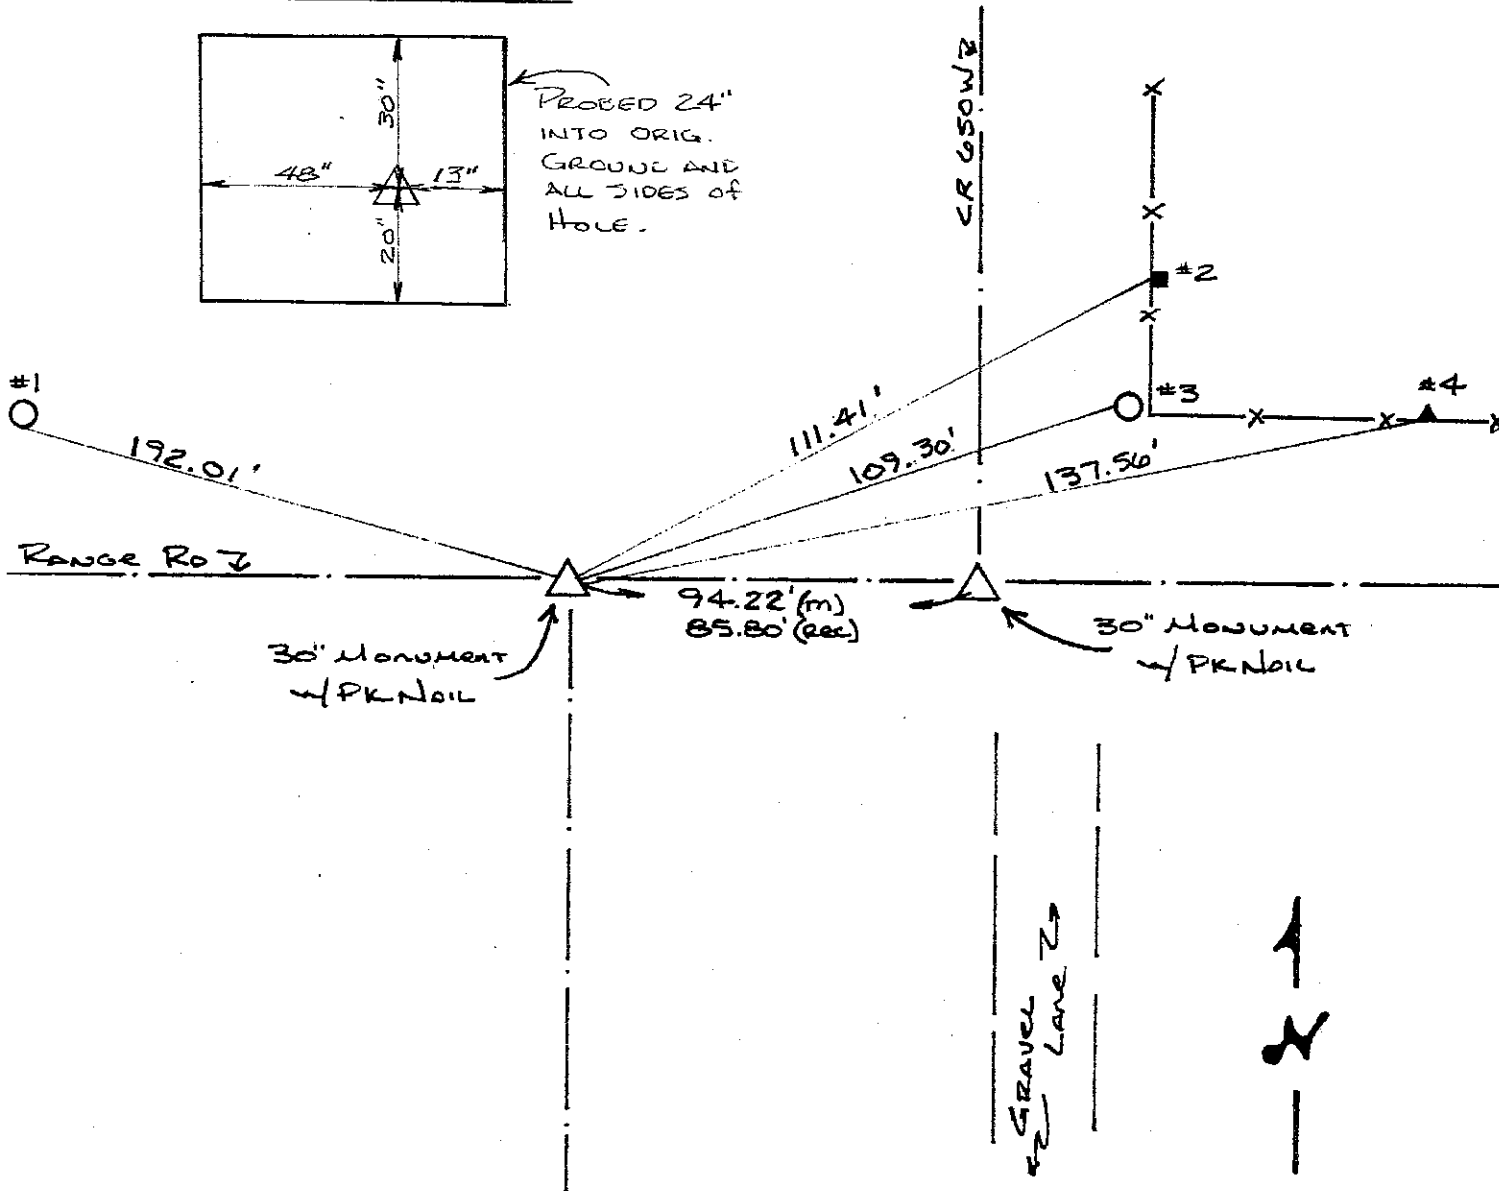 30"
48"
13"
20"
PROBED 24"
INTO ORIG.
GROUND AND
ALL SIDES of
HOLE.
CR 650W
#2
#1
#3
#4
192.01'
111.41'
109.30'
137.56'
RANGE RD
94.22' (m)
85.80' (REC)
30" MONUMENT
w/ PK NAIL
30" MONUMENT
w/ PK NAIL
GRAVEL
LANE
N